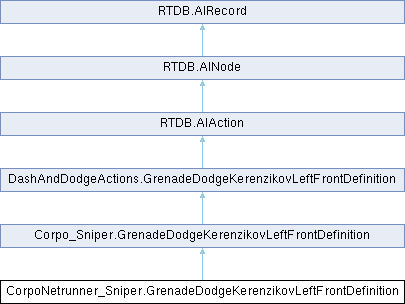 RTDB.AIRecord
RTDB.AINode
RTDB.AIAction
DashAndDodgeActions.GrenadeDodgeKerenzikovLeftFrontDefinition
Corpo_Sniper.GrenadeDodgeKerenzikovLeftFrontDefinition
CorpoNetrunner_Sniper.GrenadeDodgeKerenzikovLeftFrontDefinition